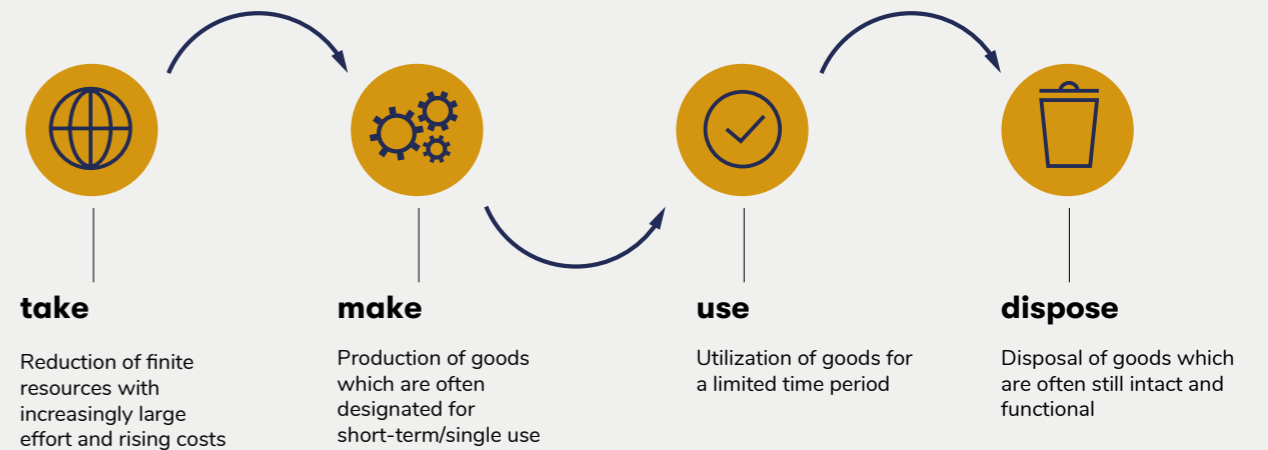 take
Reduction of finite
resources with
increasingly large
effort and rising costs
make
Production of goods
which are often
designated for
short-term/single use
use
Utilization of goods for
a limited time period
dispose
Disposal of goods which
are often still intact and
functional